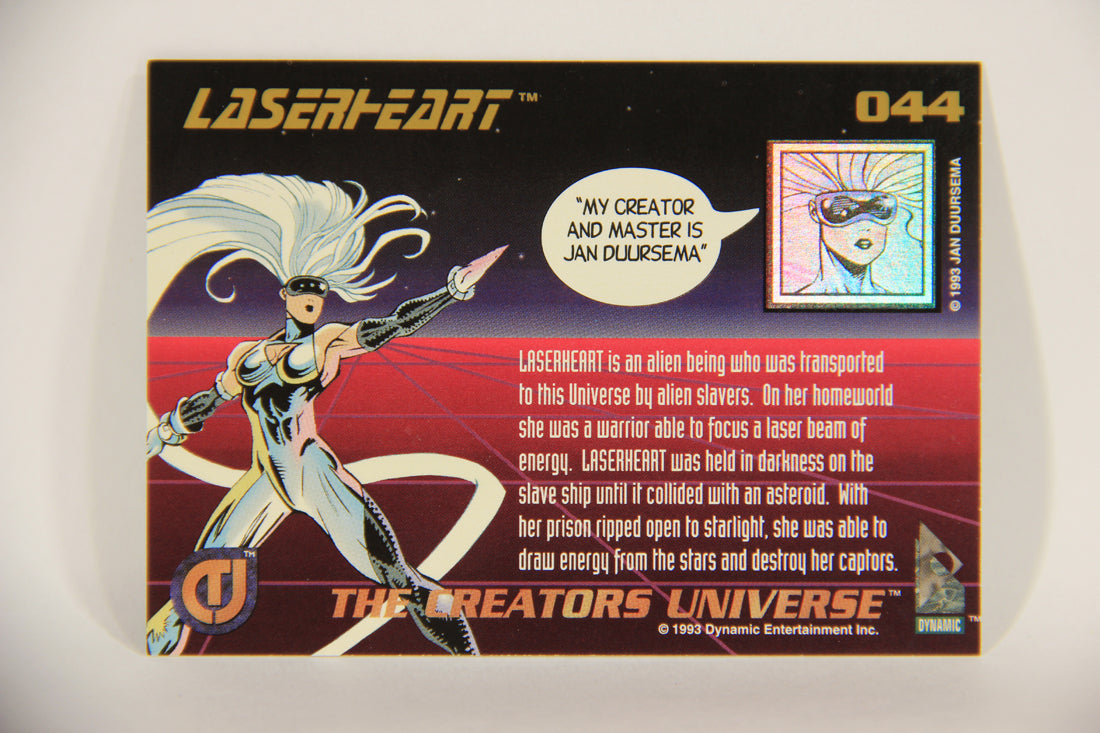 LASERHEART™
044
"MY CREATOR
AND MASTER IS
JAN DUURSEMA"
© 1993 JAN DUURSEMA
LASERHEART is an alien being who was transported
to this Universe by alien slavers. On her homeworld
she was a warrior able to focus a laser beam of
energy. LASERHEART was held in darkness on the
slave ship until it collided with an asteroid. With
her prison ripped open to starlight, she was able to
draw energy from the stars and destroy her captors.
TM
THE CREATORS UNIVERSE™
© 1993 Dynamic Entertainment Inc.
DYNAMIC™